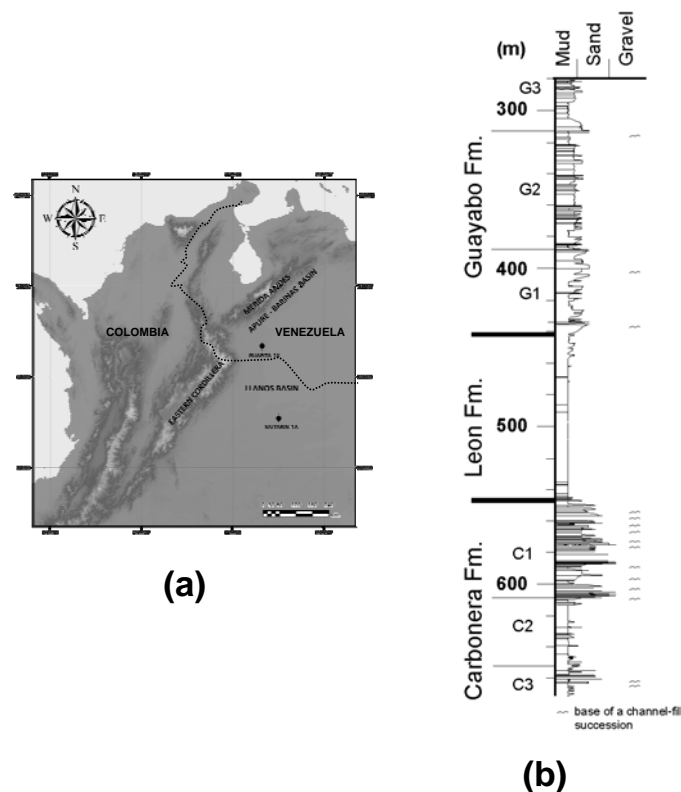 N
W E
S
MERIDA ANDES
APURE - BARINAS BASIN
COLOMBIA
VENEZUELA
EASTERN CORDILLERA
LLANOS BASIN
(a)
(m)
Mud
Sand
Gravel
Guayabo Fm.
G3
300
G2
400
G1
Leon Fm.
500
Carbonera Fm.
C1
600
C2
C3
base of a channel-fill
succession
(b)